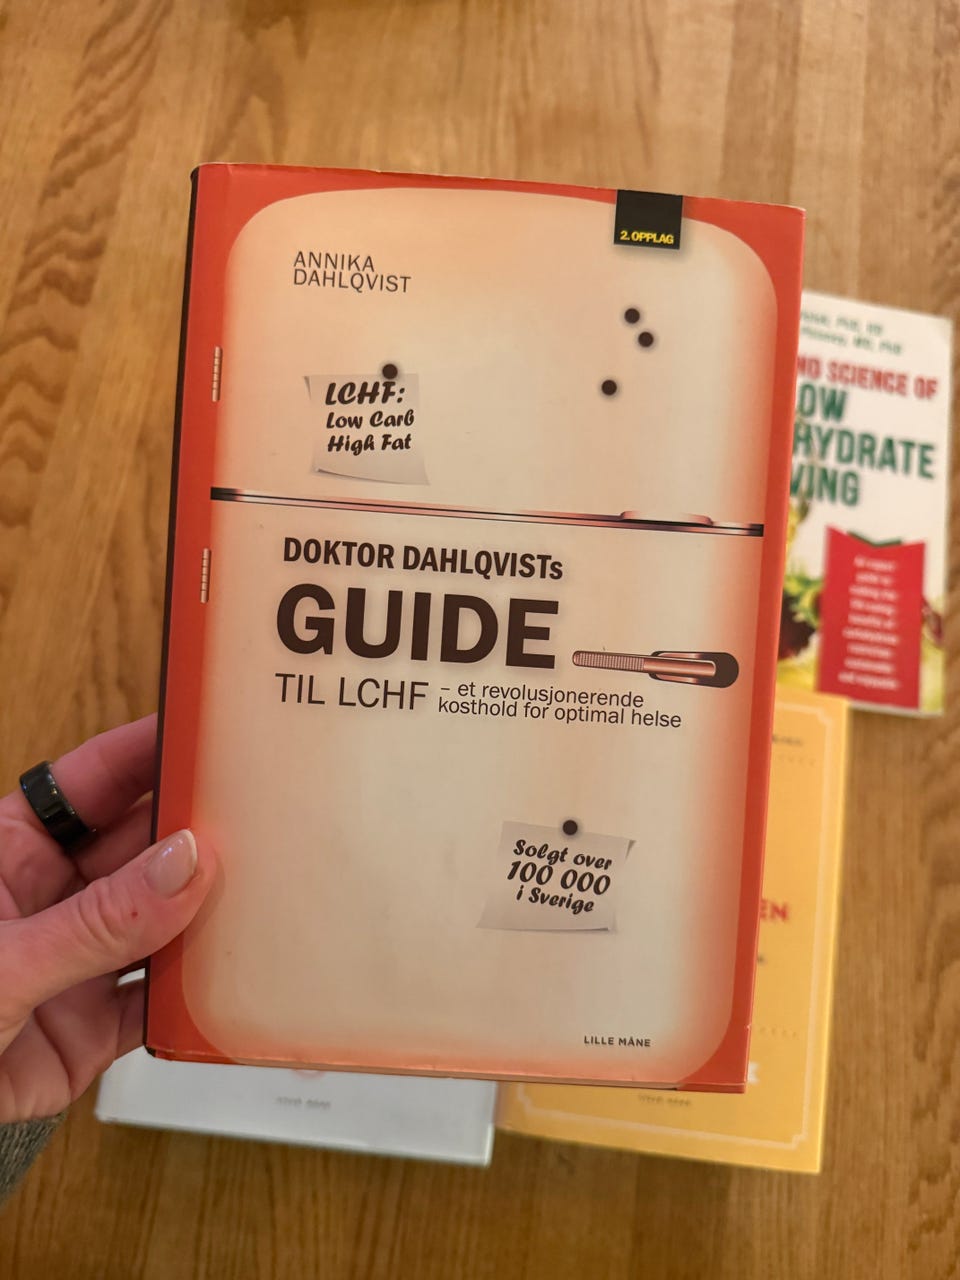 2. OPPLAG
ANNIKA
DAHLQVIST
LCHF:
Low Carb
High Fat
DOKTOR DAHLQVISTs
GUIDE
TIL LCHF – et revolusjonerende
kosthold for optimal helse
Solgt over
100 000
i Sverige
LILLE MÅNE
ND SCIENCE OF
OW
HYDRATE
VING
EN